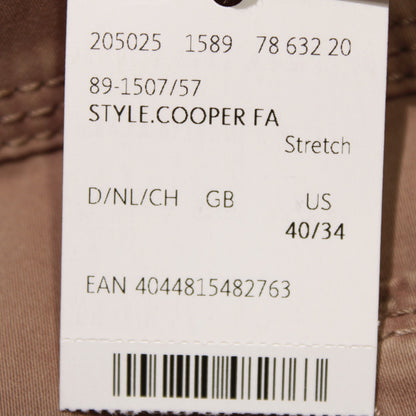 205025 1589 78 632 20
89-1507/57
STYLE.COOPER FA
Stretch
D/NL/CH GB US
40/34
EAN 4044815482763